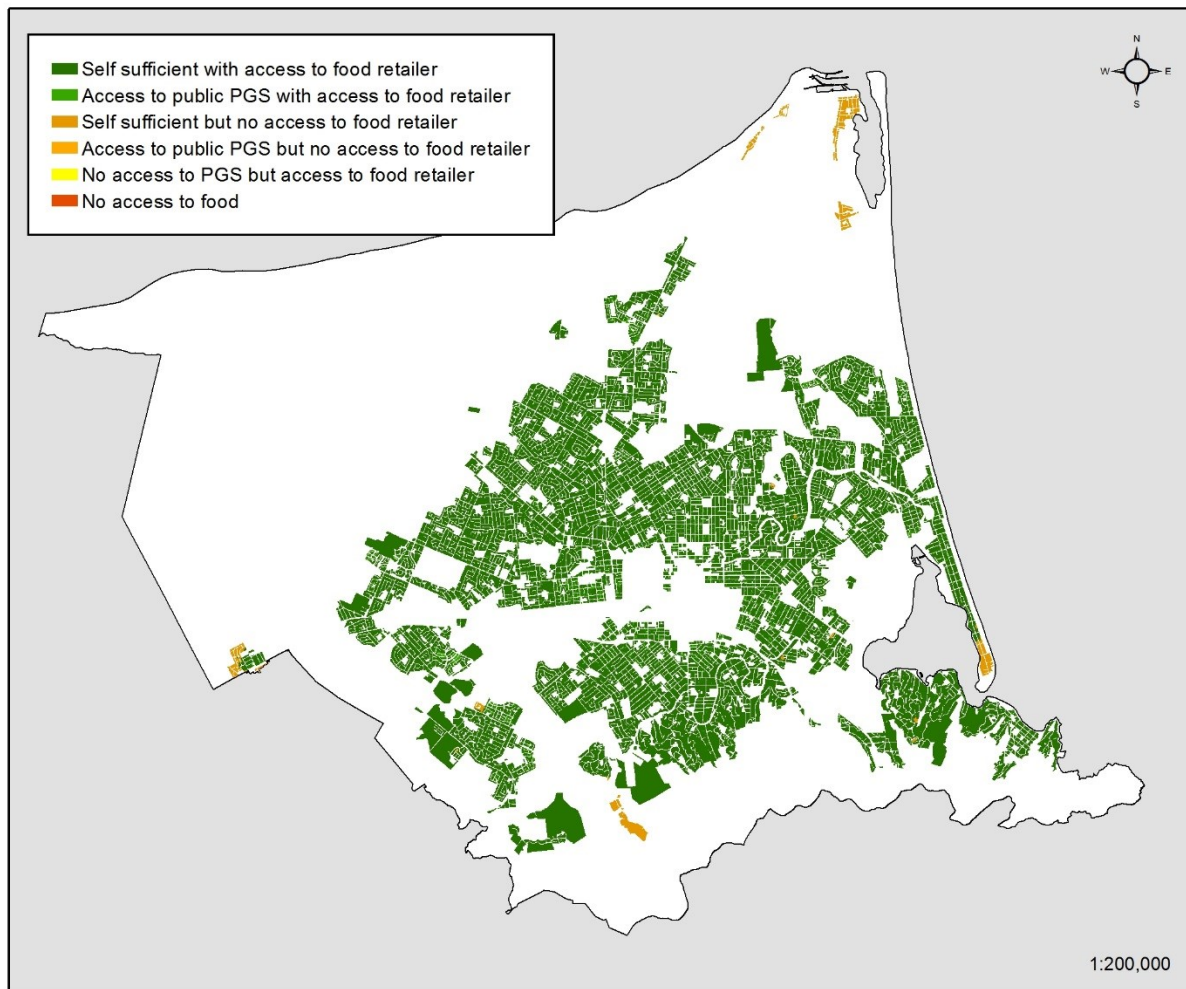 Self sufficient with access to food retailer
Access to public PGS with access to food retailer
Self sufficient but no access to food retailer
Access to public PGS but no access to food retailer
No access to PGS but access to food retailer
No access to food
N
W E
S
1:200,000